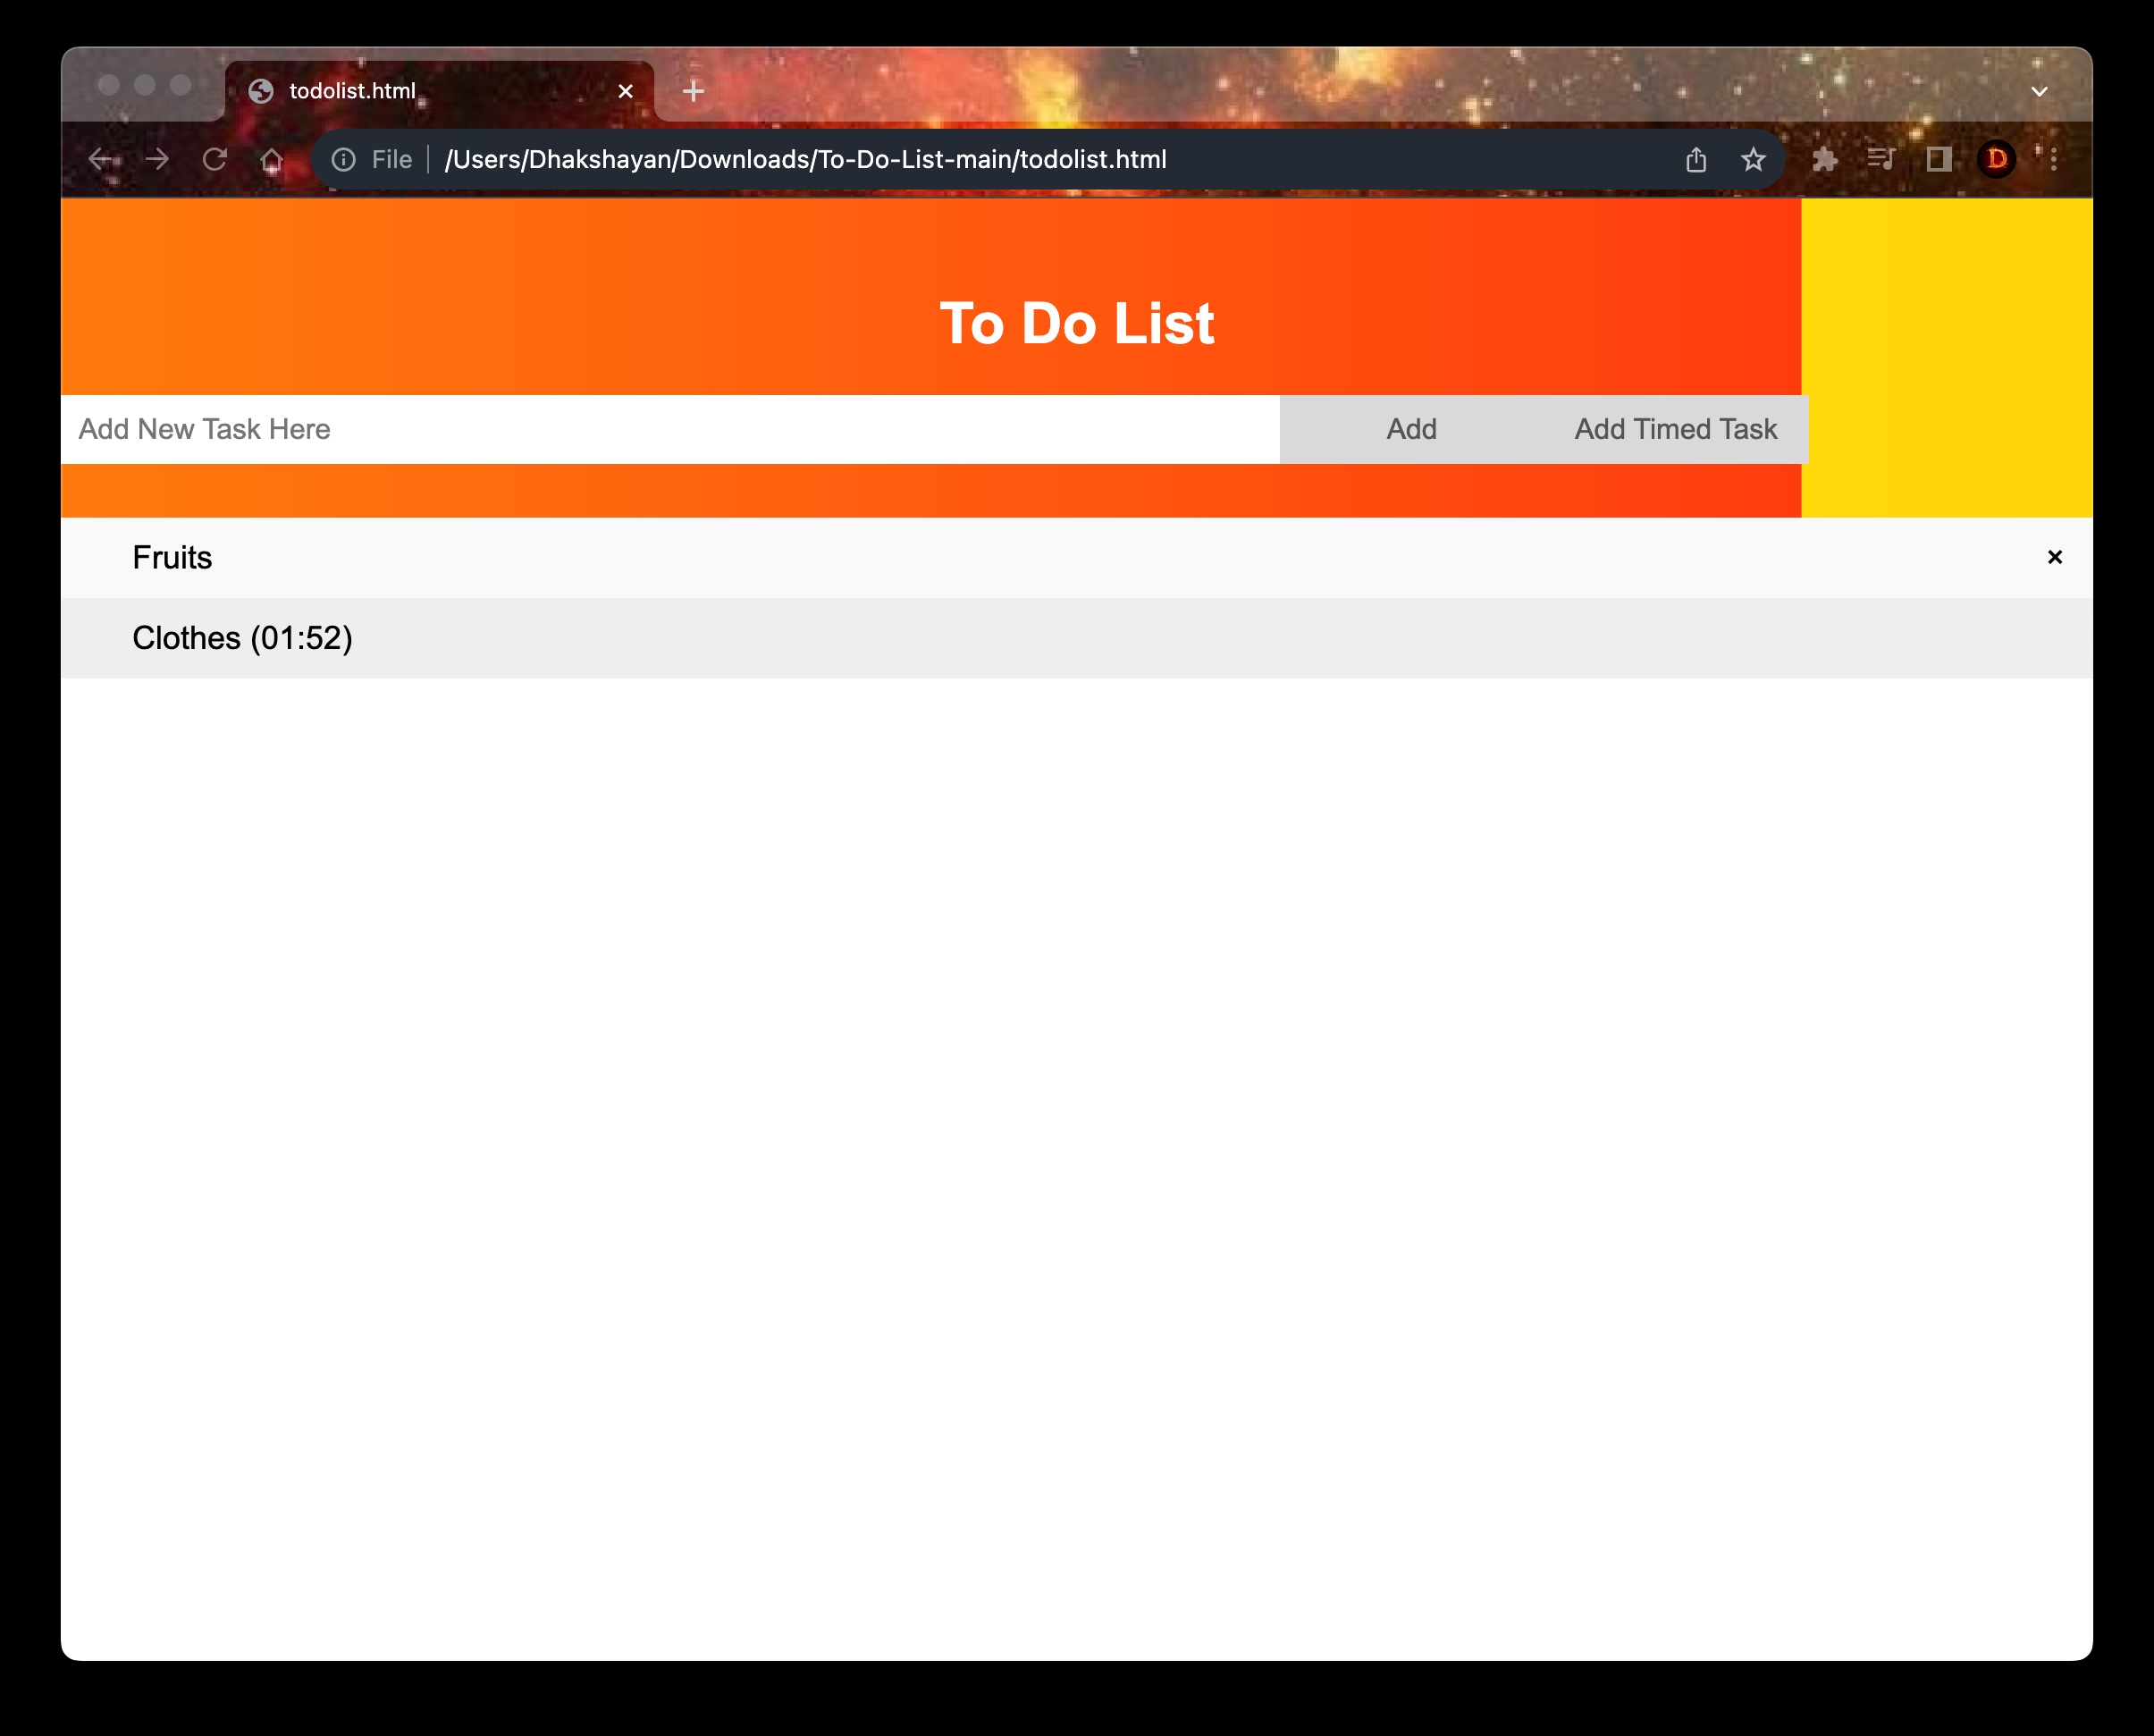 todolist.html
File /Users/Dhakshayan/Downloads/To-Do-List-main/todolist.html
D
To Do List
Add New Task Here Add Add Timed Task
Fruits ×
Clothes (01:52)